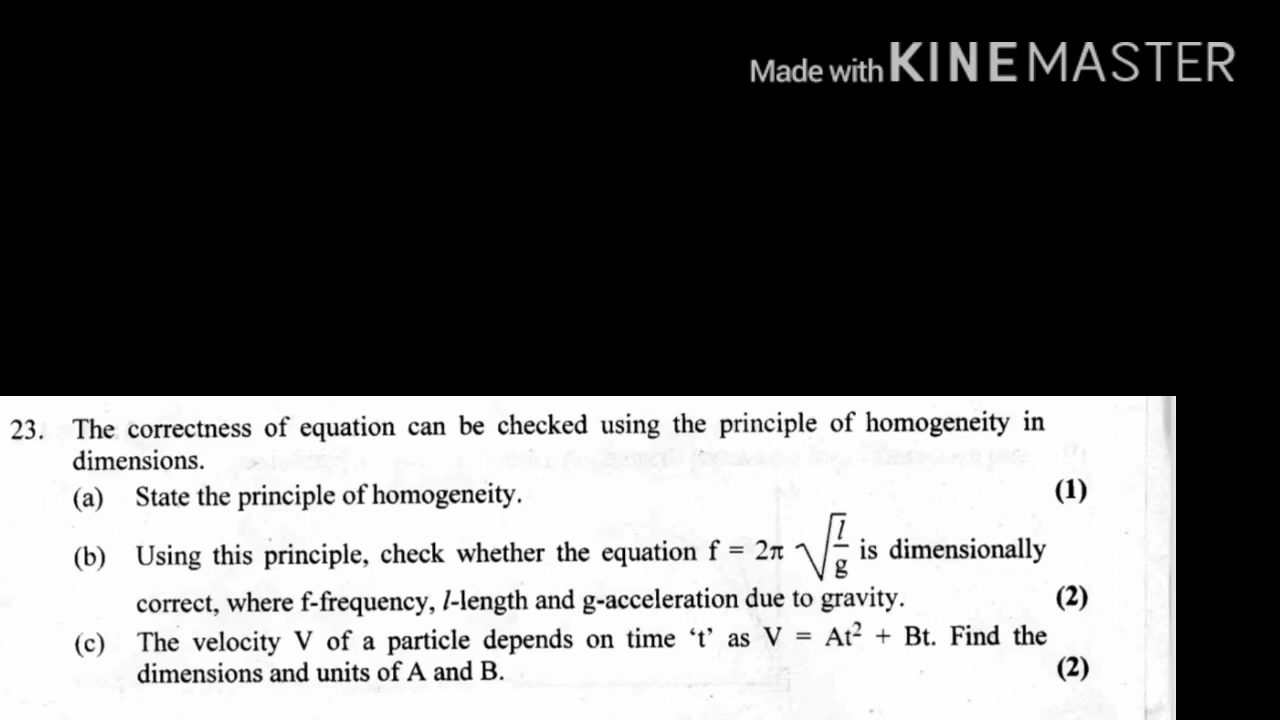 Made with KINEMASTER
23. The correctness of equation can be checked using the principle of homogeneity in
dimensions.
(a) State the principle of homogeneity. (1)
(b) Using this principle, check whether the equation f = 2π √(l/g) is dimensionally
correct, where f-frequency, l-length and g-acceleration due to gravity. (2)
(c) The velocity V of a particle depends on time ‘t’ as V = At² + Bt. Find the
dimensions and units of A and B. (2)